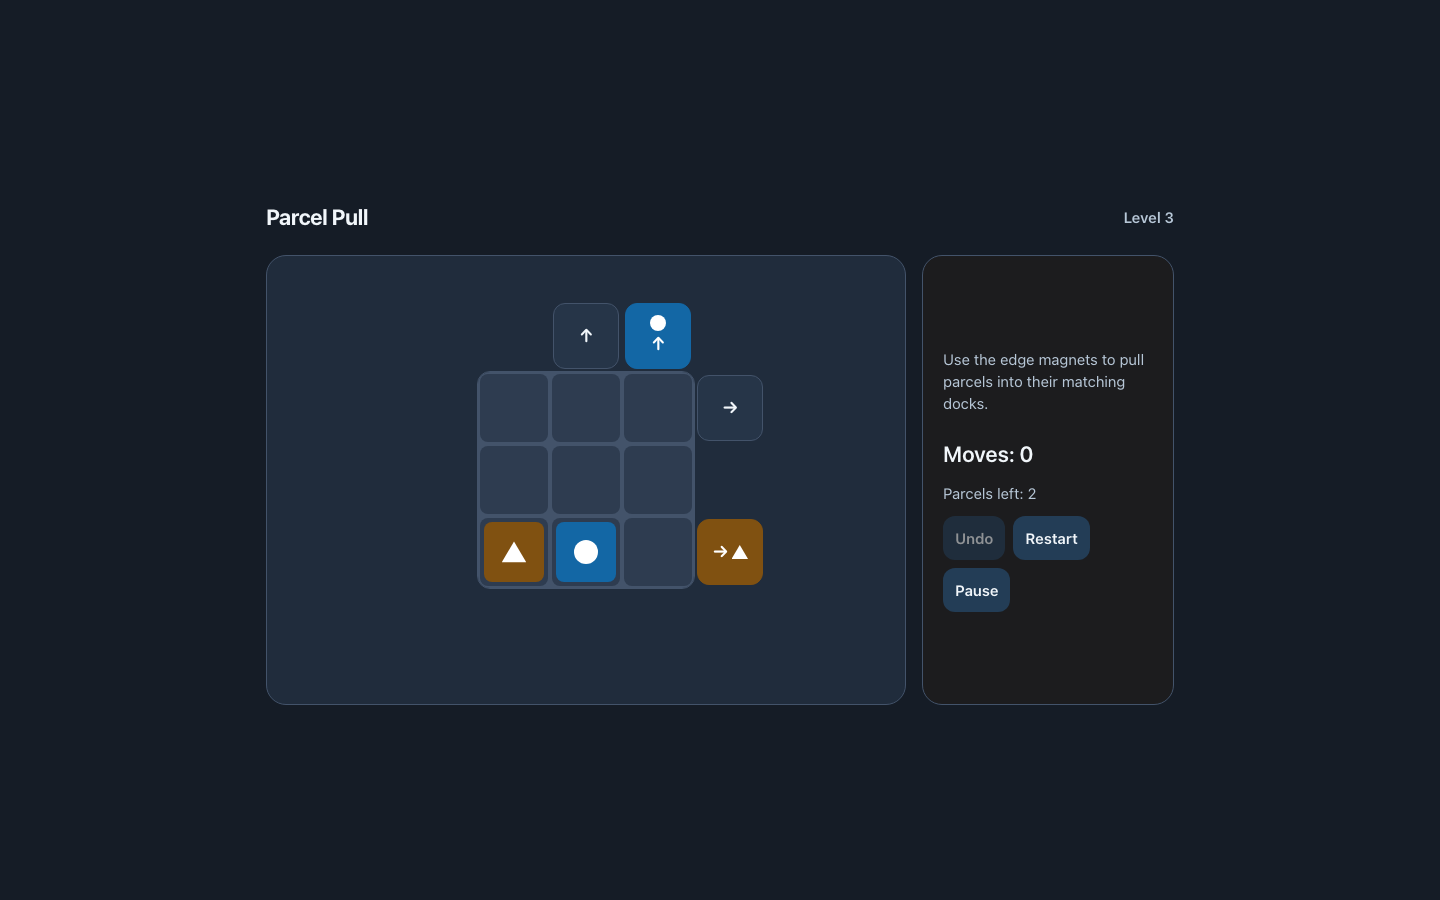 Parcel Pull
Level 3
Use the edge magnets to pull
parcels into their matching
docks.
Moves: 0
Parcels left: 2
Undo
Restart
Pause